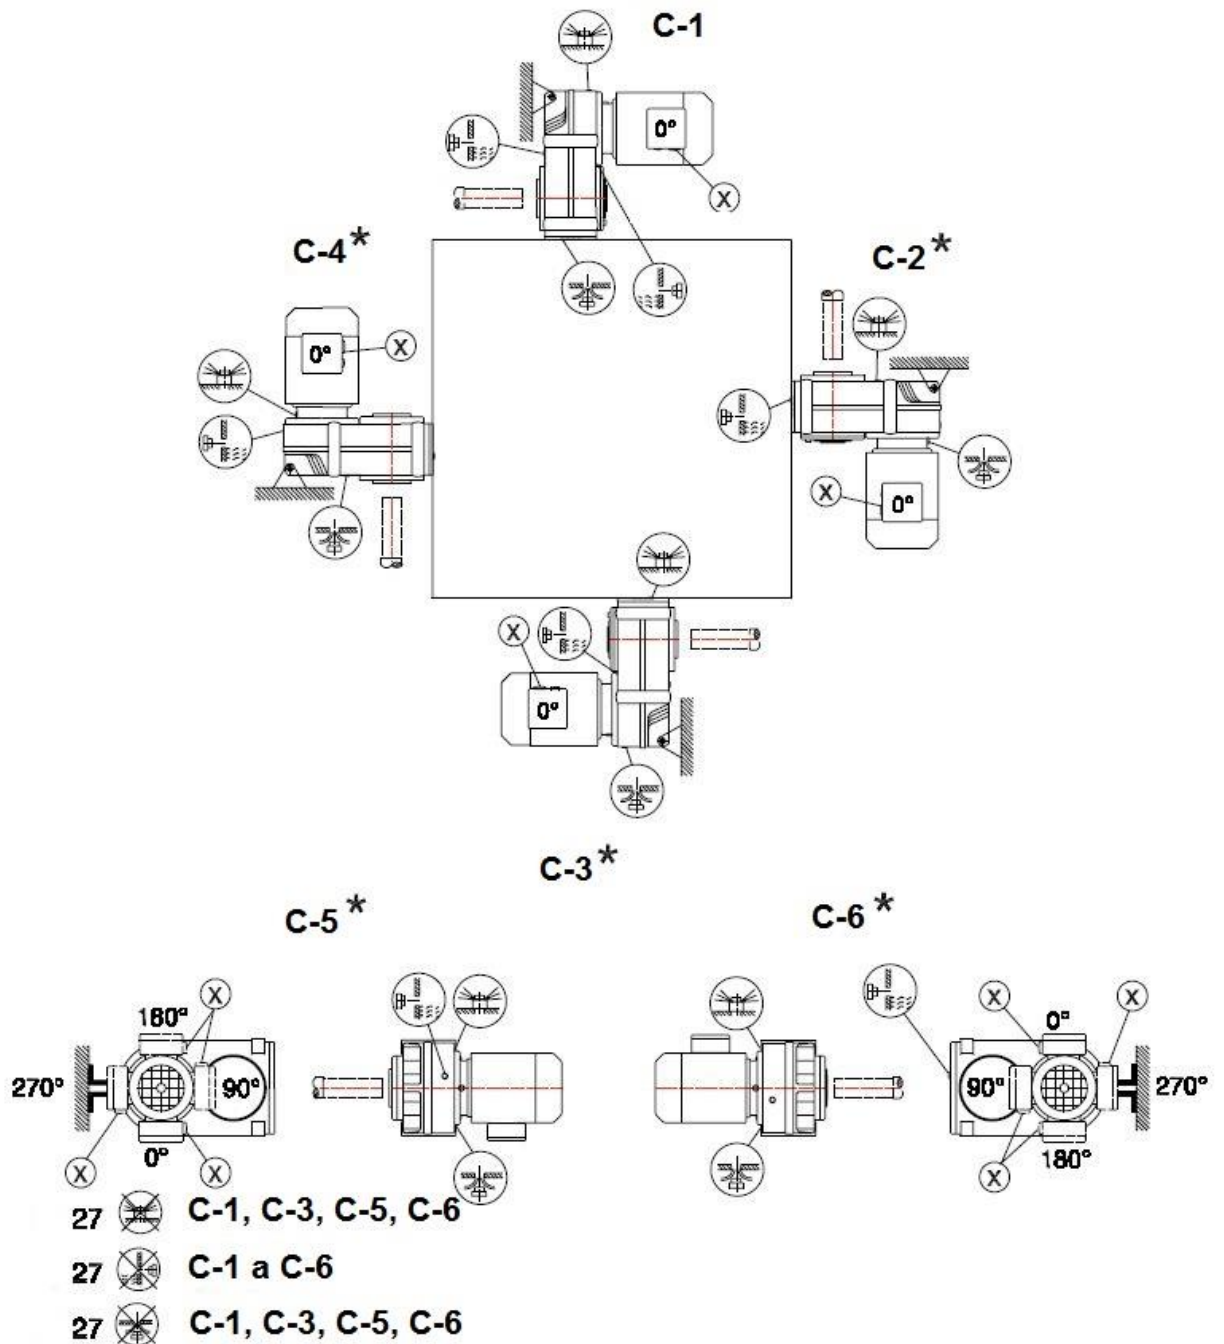 C-1
0°
X
C-4*
C-2*
0°
X
X
0°
X
0°
C-3*
C-5*
C-6*
X
180°
270°
90°
X
0°
X
X
X
0°
90°
270°
X
180°
27 C-1, C-3, C-5, C-6
27 C-1 a C-6
27 C-1, C-3, C-5, C-6